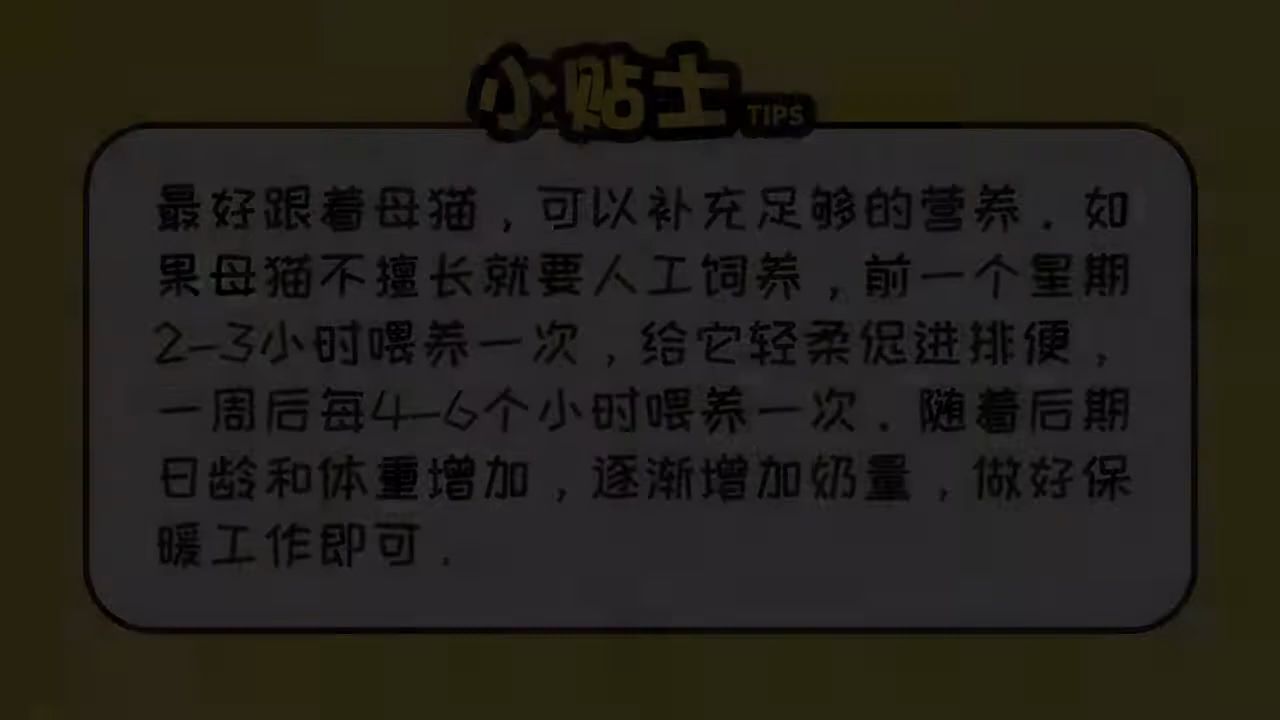 小贴士 TIPS
最好跟着母猫，可以补充足够的营养．如
果母猫不擅长就要人工饲养，前一个星期
2-3小时喂养一次，给它轻柔促进排便，
一周后每4-6个小时喂养一次．随着后期
日龄和体重增加，逐渐增加奶量，做好保
暖工作即可．